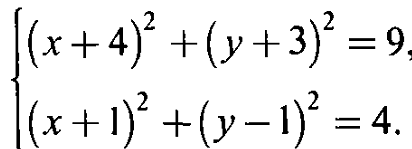 (x + 4)² + (y + 3)² = 9,
(x + 1)² + (y − 1)² = 4.